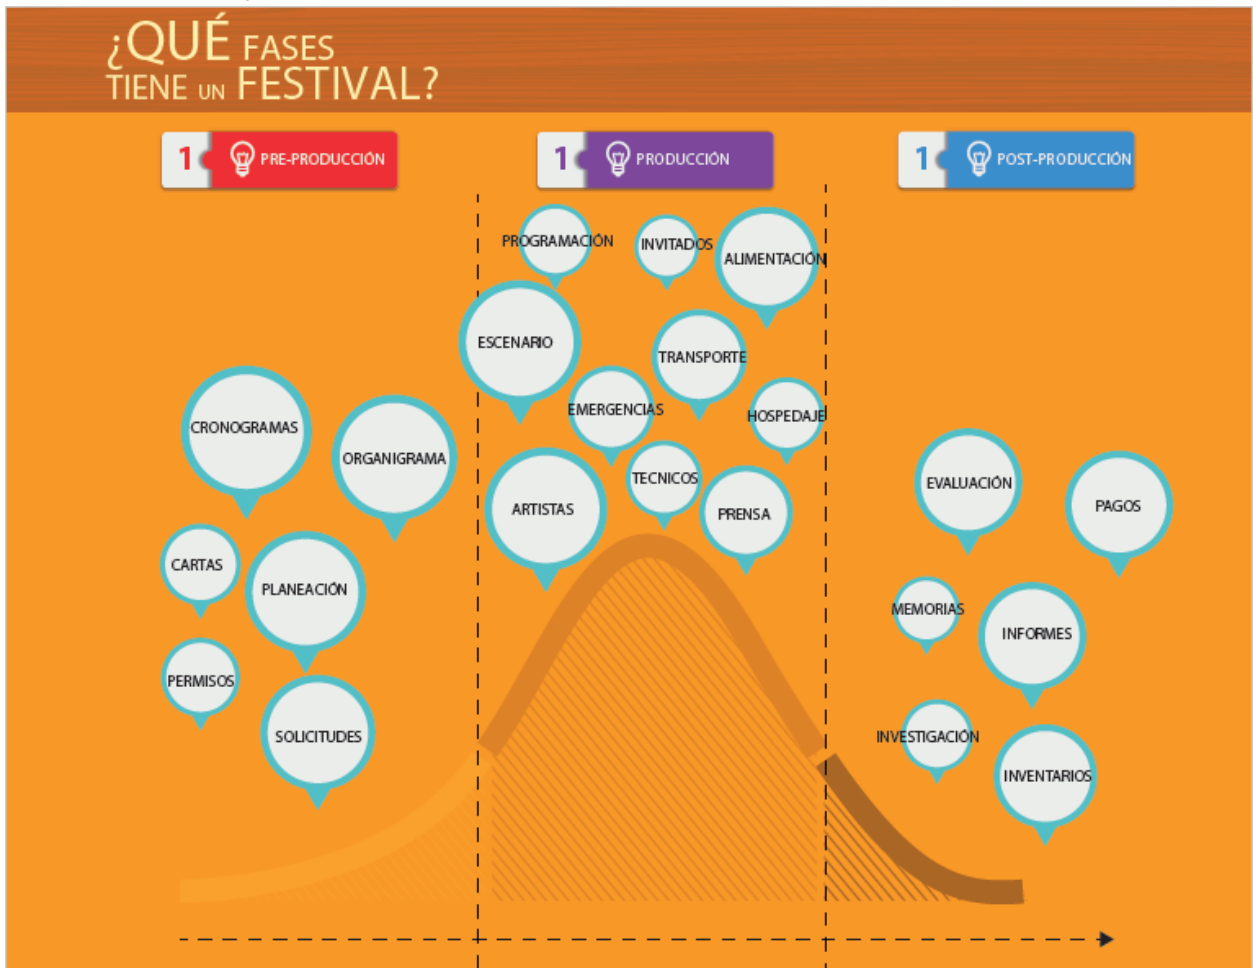 ¿QUÉ FASES
TIENE UN FESTIVAL?
1 PRE-PRODUCCIÓN
1 PRODUCCIÓN
1 POST-PRODUCCIÓN
CRONOGRAMAS
ORGANIGRAMA
CARTAS
PLANEACIÓN
PERMISOS
SOLICITUDES
PROGRAMACIÓN
INVITADOS
ALIMENTACIÓN
ESCENARIO
TRANSPORTE
EMERGENCIAS
HOSPEDAJE
TECNICOS
ARTISTAS
PRENSA
EVALUACIÓN
PAGOS
MEMORIAS
INFORMES
INVESTIGACIÓN
INVENTARIOS